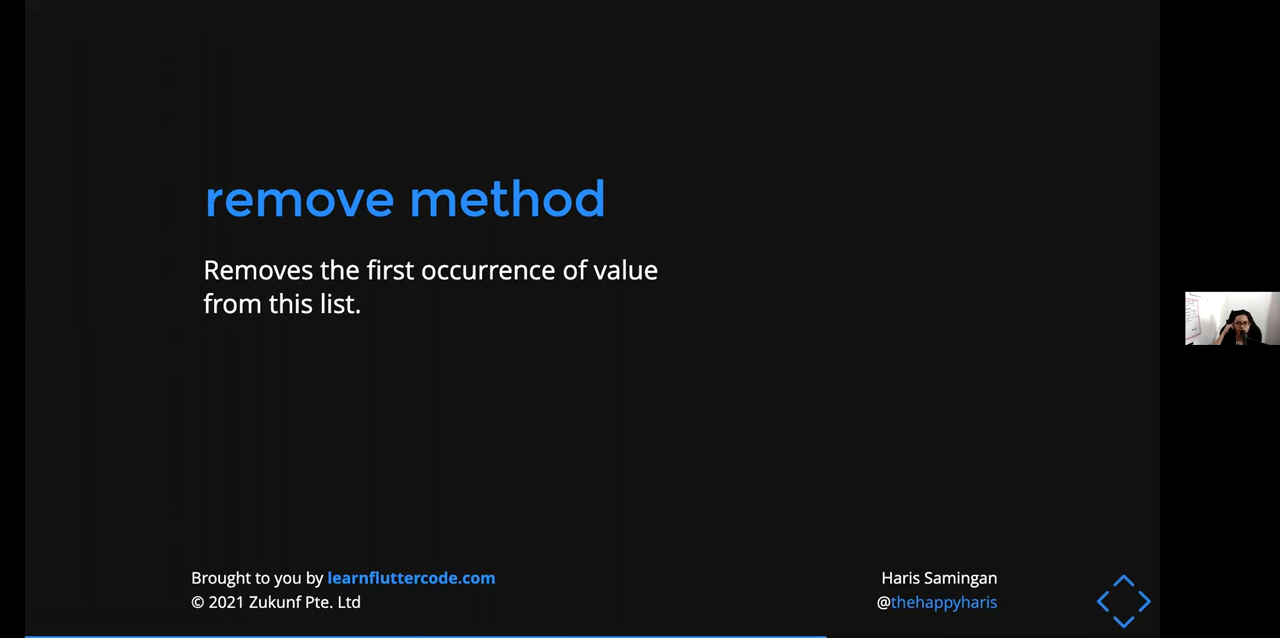 remove method
Removes the first occurrence of value
from this list.
Brought to you by learnfluttercode.com
© 2021 Zukunf Pte. Ltd
Haris Samingan
@thehappyharis